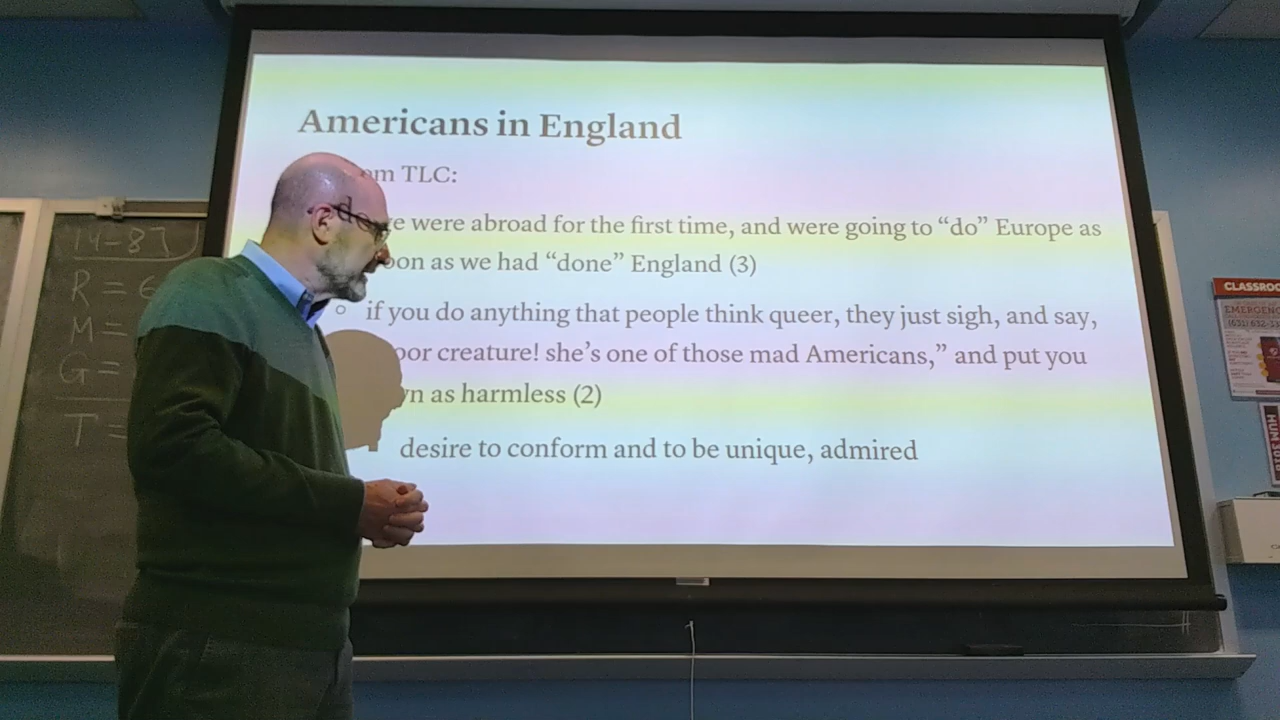 Americans in England
TLC:
were abroad for the first time, and were going to “do” Europe as
as we had “done” England (3)
if you do anything that people think queer, they just sigh, and say,
creature! she’s one of those mad Americans,” and put you
as harmless (2)
desire to conform and to be unique, admired
14-87
R =
M =
G =
T =
CLASSROO
EMERGENC